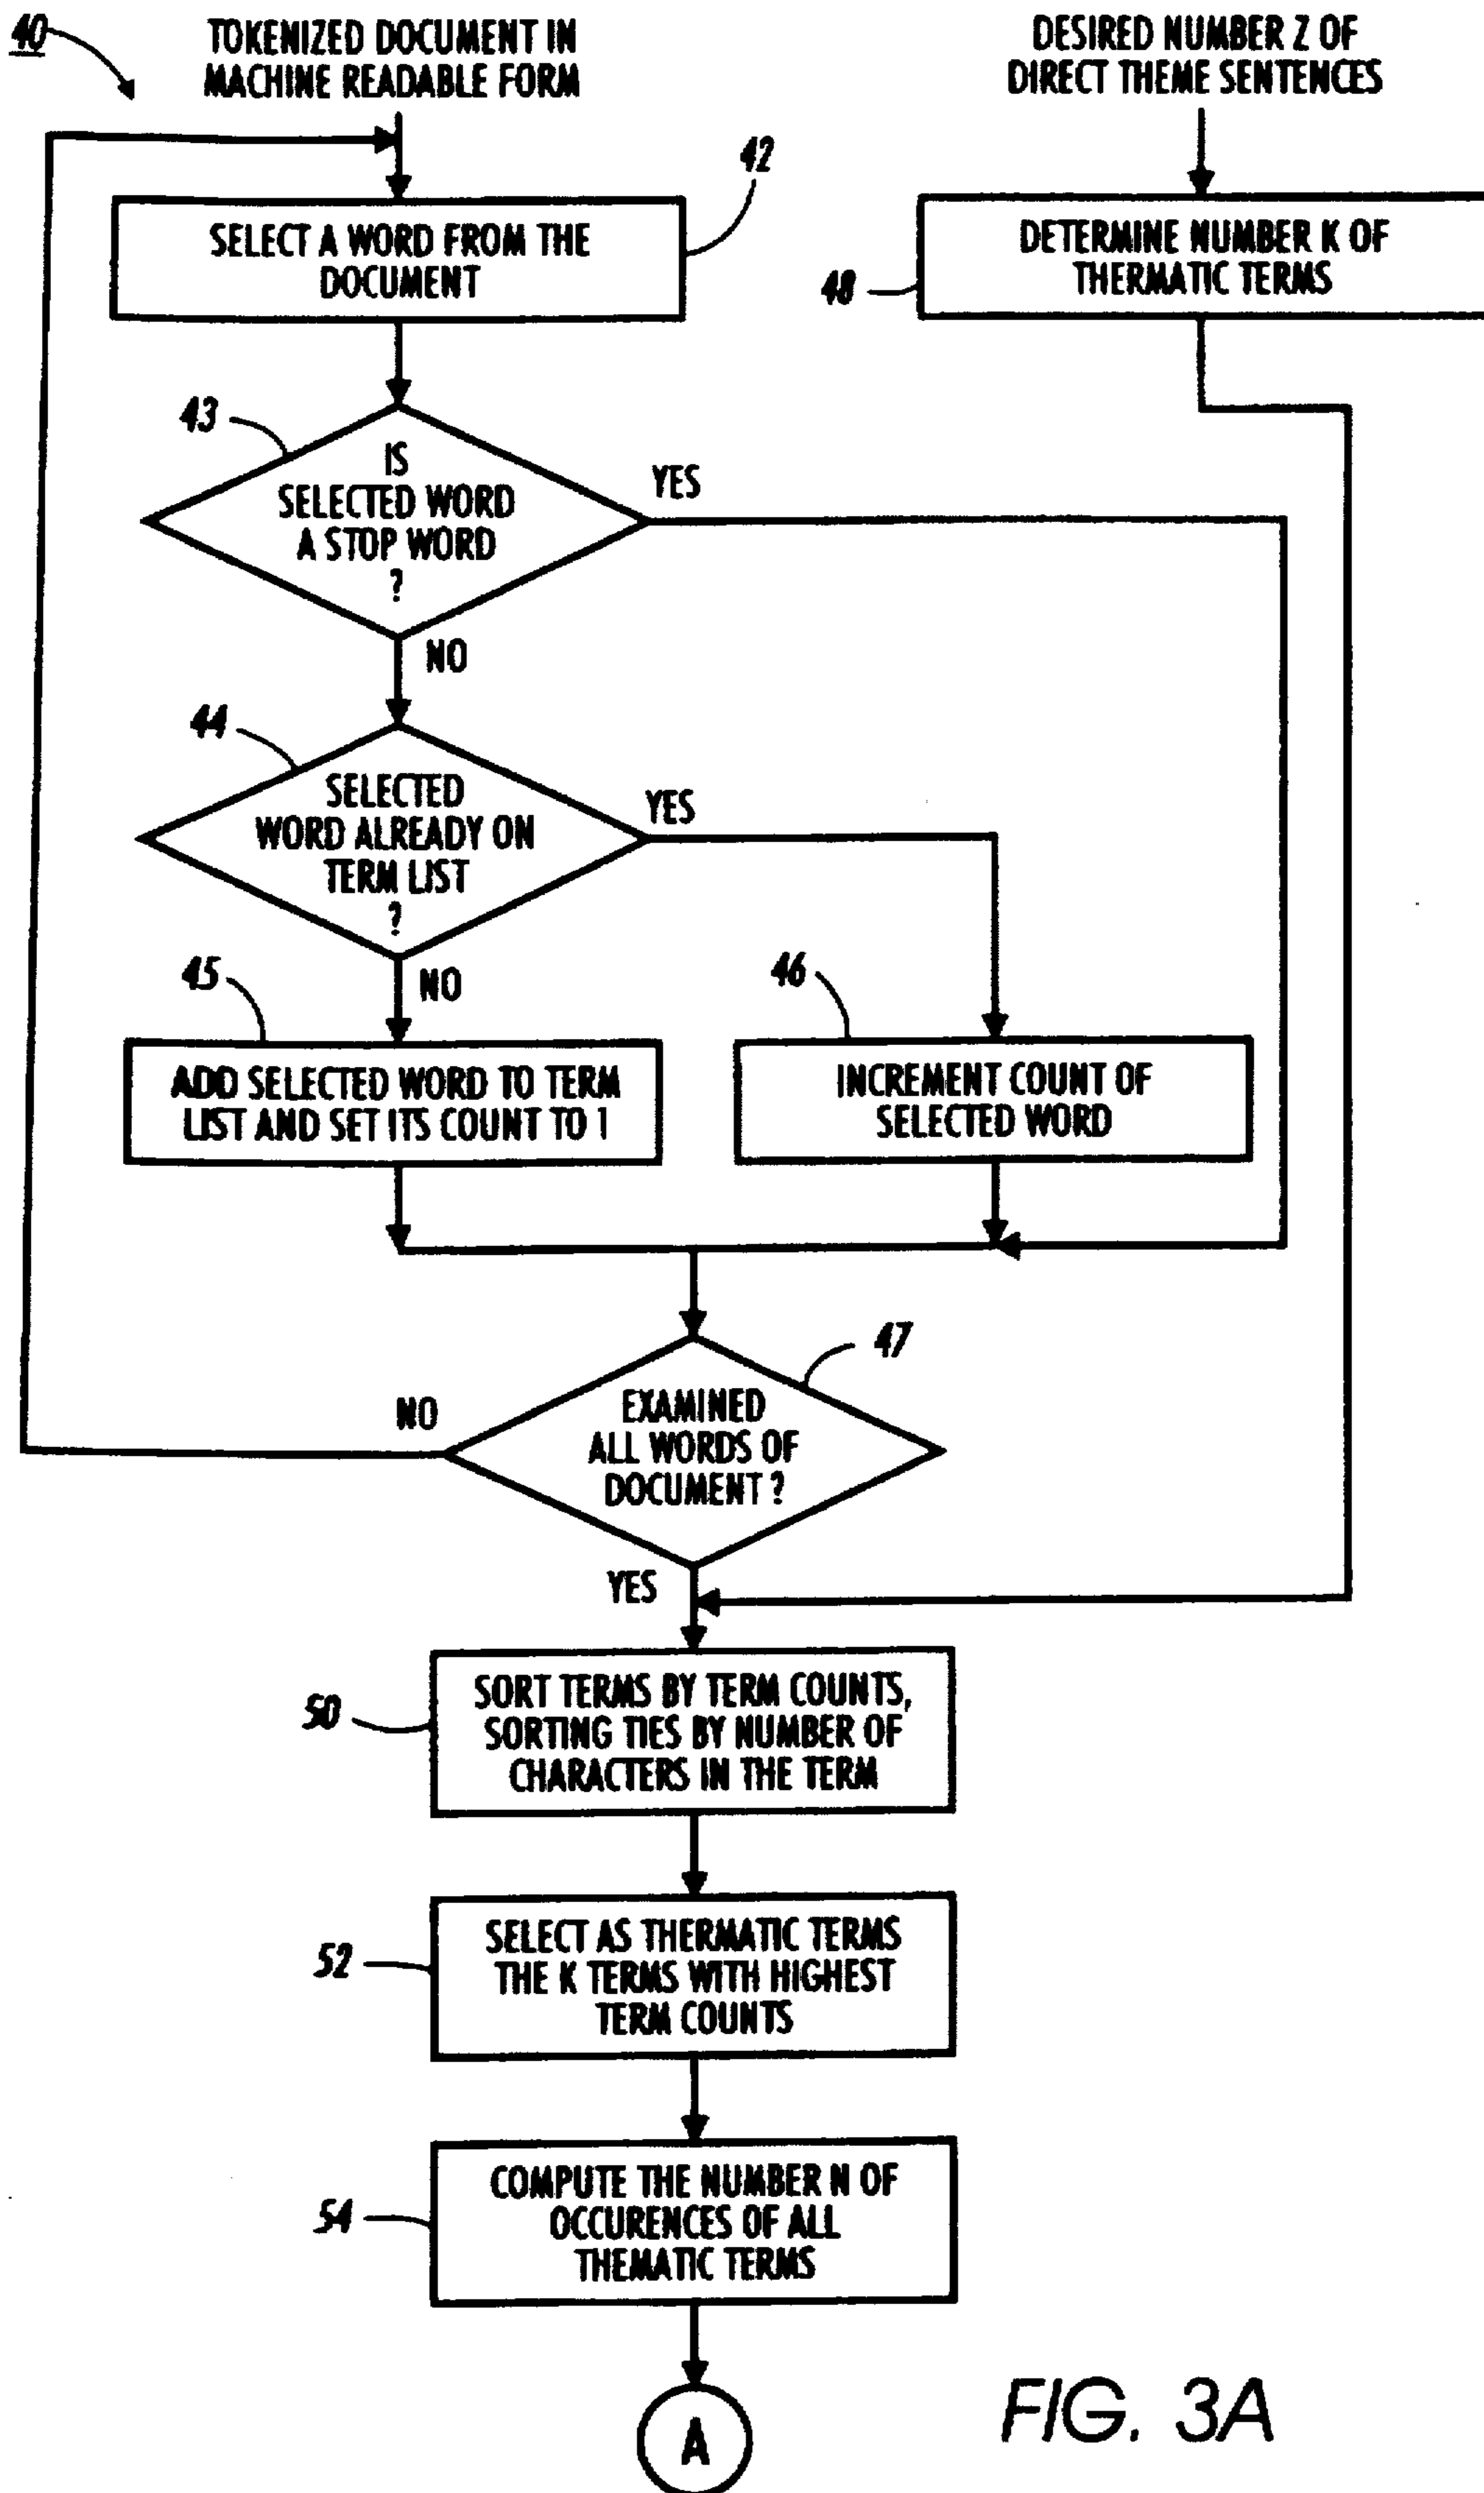 40
TOKENIZED DOCUMENT IN
MACHINE READABLE FORM
DESIRED NUMBER Z OF
DIRECT THEME SENTENCES
42
SELECT A WORD FROM THE
DOCUMENT
48
DETERMINE NUMBER K OF
THERMATIC TERMS
43
IS
SELECTED WORD
A STOP WORD
?
YES
NO
44
SELECTED
WORD ALREADY ON
TERM LIST
?
YES
NO
45
ADD SELECTED WORD TO TERM
LIST AND SET ITS COUNT TO 1
46
INCREMENT COUNT OF
SELECTED WORD
47
EXAMINED
ALL WORDS OF
DOCUMENT ?
NO
YES
50
SORT TERMS BY TERM COUNTS,
SORTING TIES BY NUMBER OF
CHARACTERS IN THE TERM
52
SELECT AS THERMATIC TERMS
THE K TERMS WITH HIGHEST
TERM COUNTS
54
COMPUTE THE NUMBER N OF
OCCURENCES OF ALL
THEMATIC TERMS
A
FIG. 3A